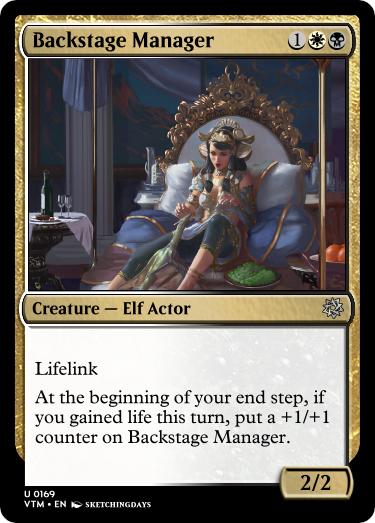 Backstage Manager 1
Creature — Elf Actor
Lifelink
At the beginning of your end step, if
you gained life this turn, put a +1/+1
counter on Backstage Manager.
2/2
U 0169
VTM • EN SKETCHINGDAYS